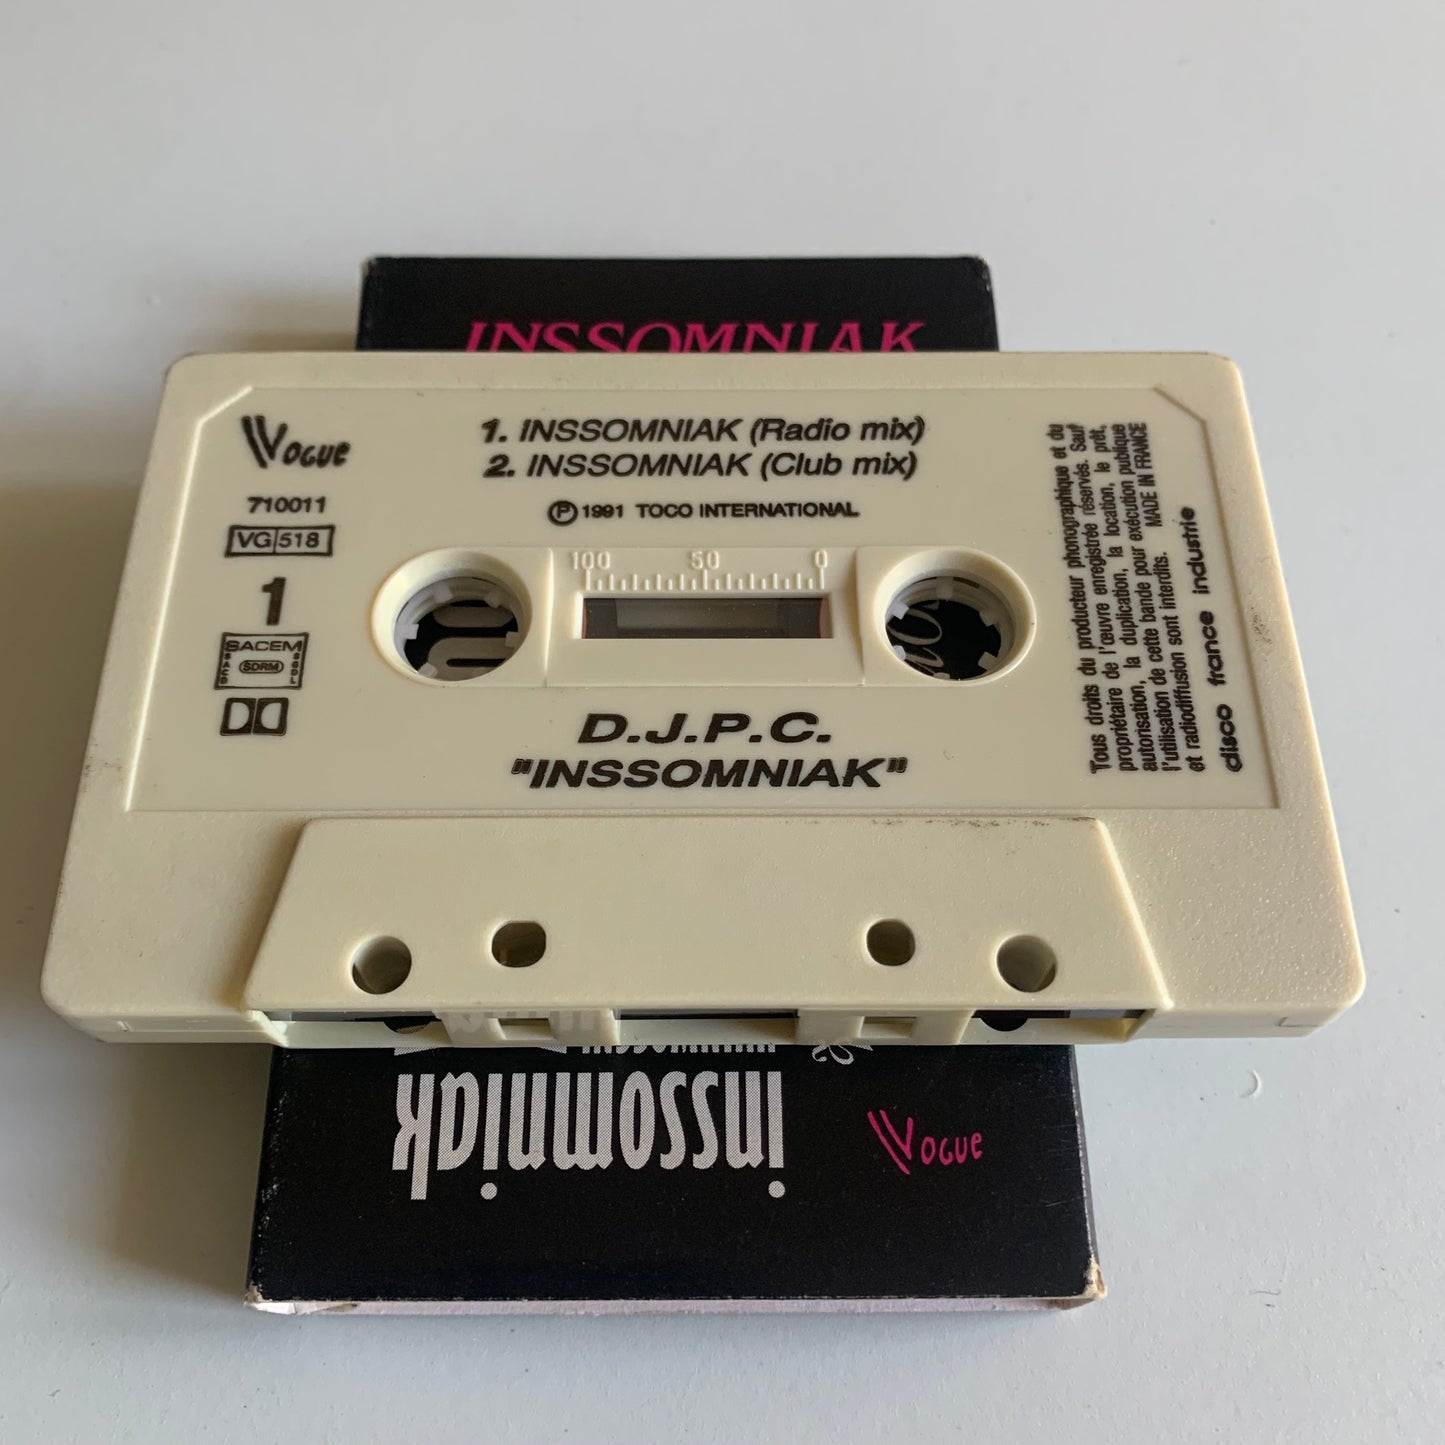 INSSOMNIAK
VOGUE
710011
VG 518
1
SACEM
SACD
SDRM
SGDL
1. INSSOMNIAK (Radio mix)
2. INSSOMNIAK (Club mix)
Ⓟ 1991 TOCO INTERNATIONAL
100 50 0
D.J.P.C.
"INSSOMNIAK"
Tous droits du producteur phonographique et du
propriétaire de l'œuvre enregistrée réservés. Sauf
autorisation, la duplication, la location, le prêt,
l'utilisation de cette bande pour exécution publique
et radiodiffusion sont interdits. MADE IN FRANCE
disco france industrie
INSSOMNIAK
inssomniak
VOGUE